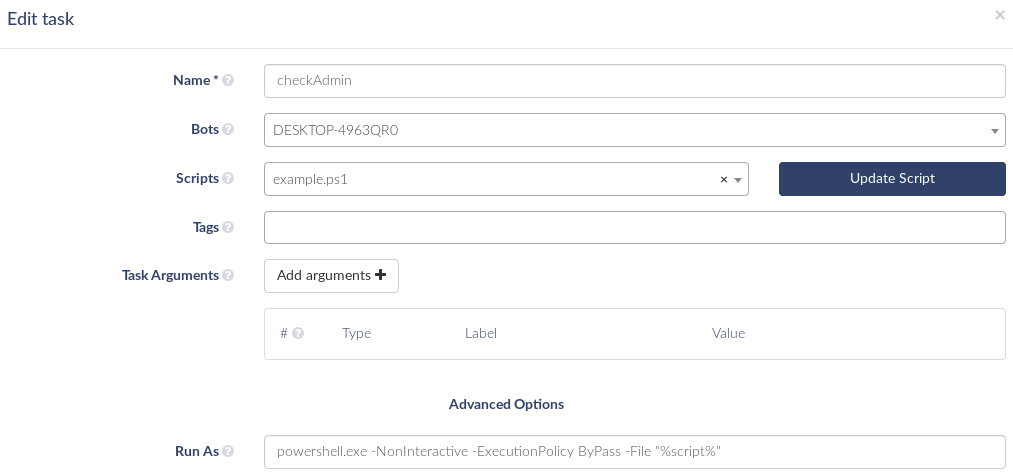 Edit task ×
Name * ? checkAdmin
Bots ? DESKTOP-4963QR0
Scripts ? example.ps1 × Update Script
Tags ?
Task Arguments ? Add arguments +
# ? Type Label Value
Advanced Options
Run As ? powershell.exe -NonInteractive -ExecutionPolicy ByPass -File "%script%"